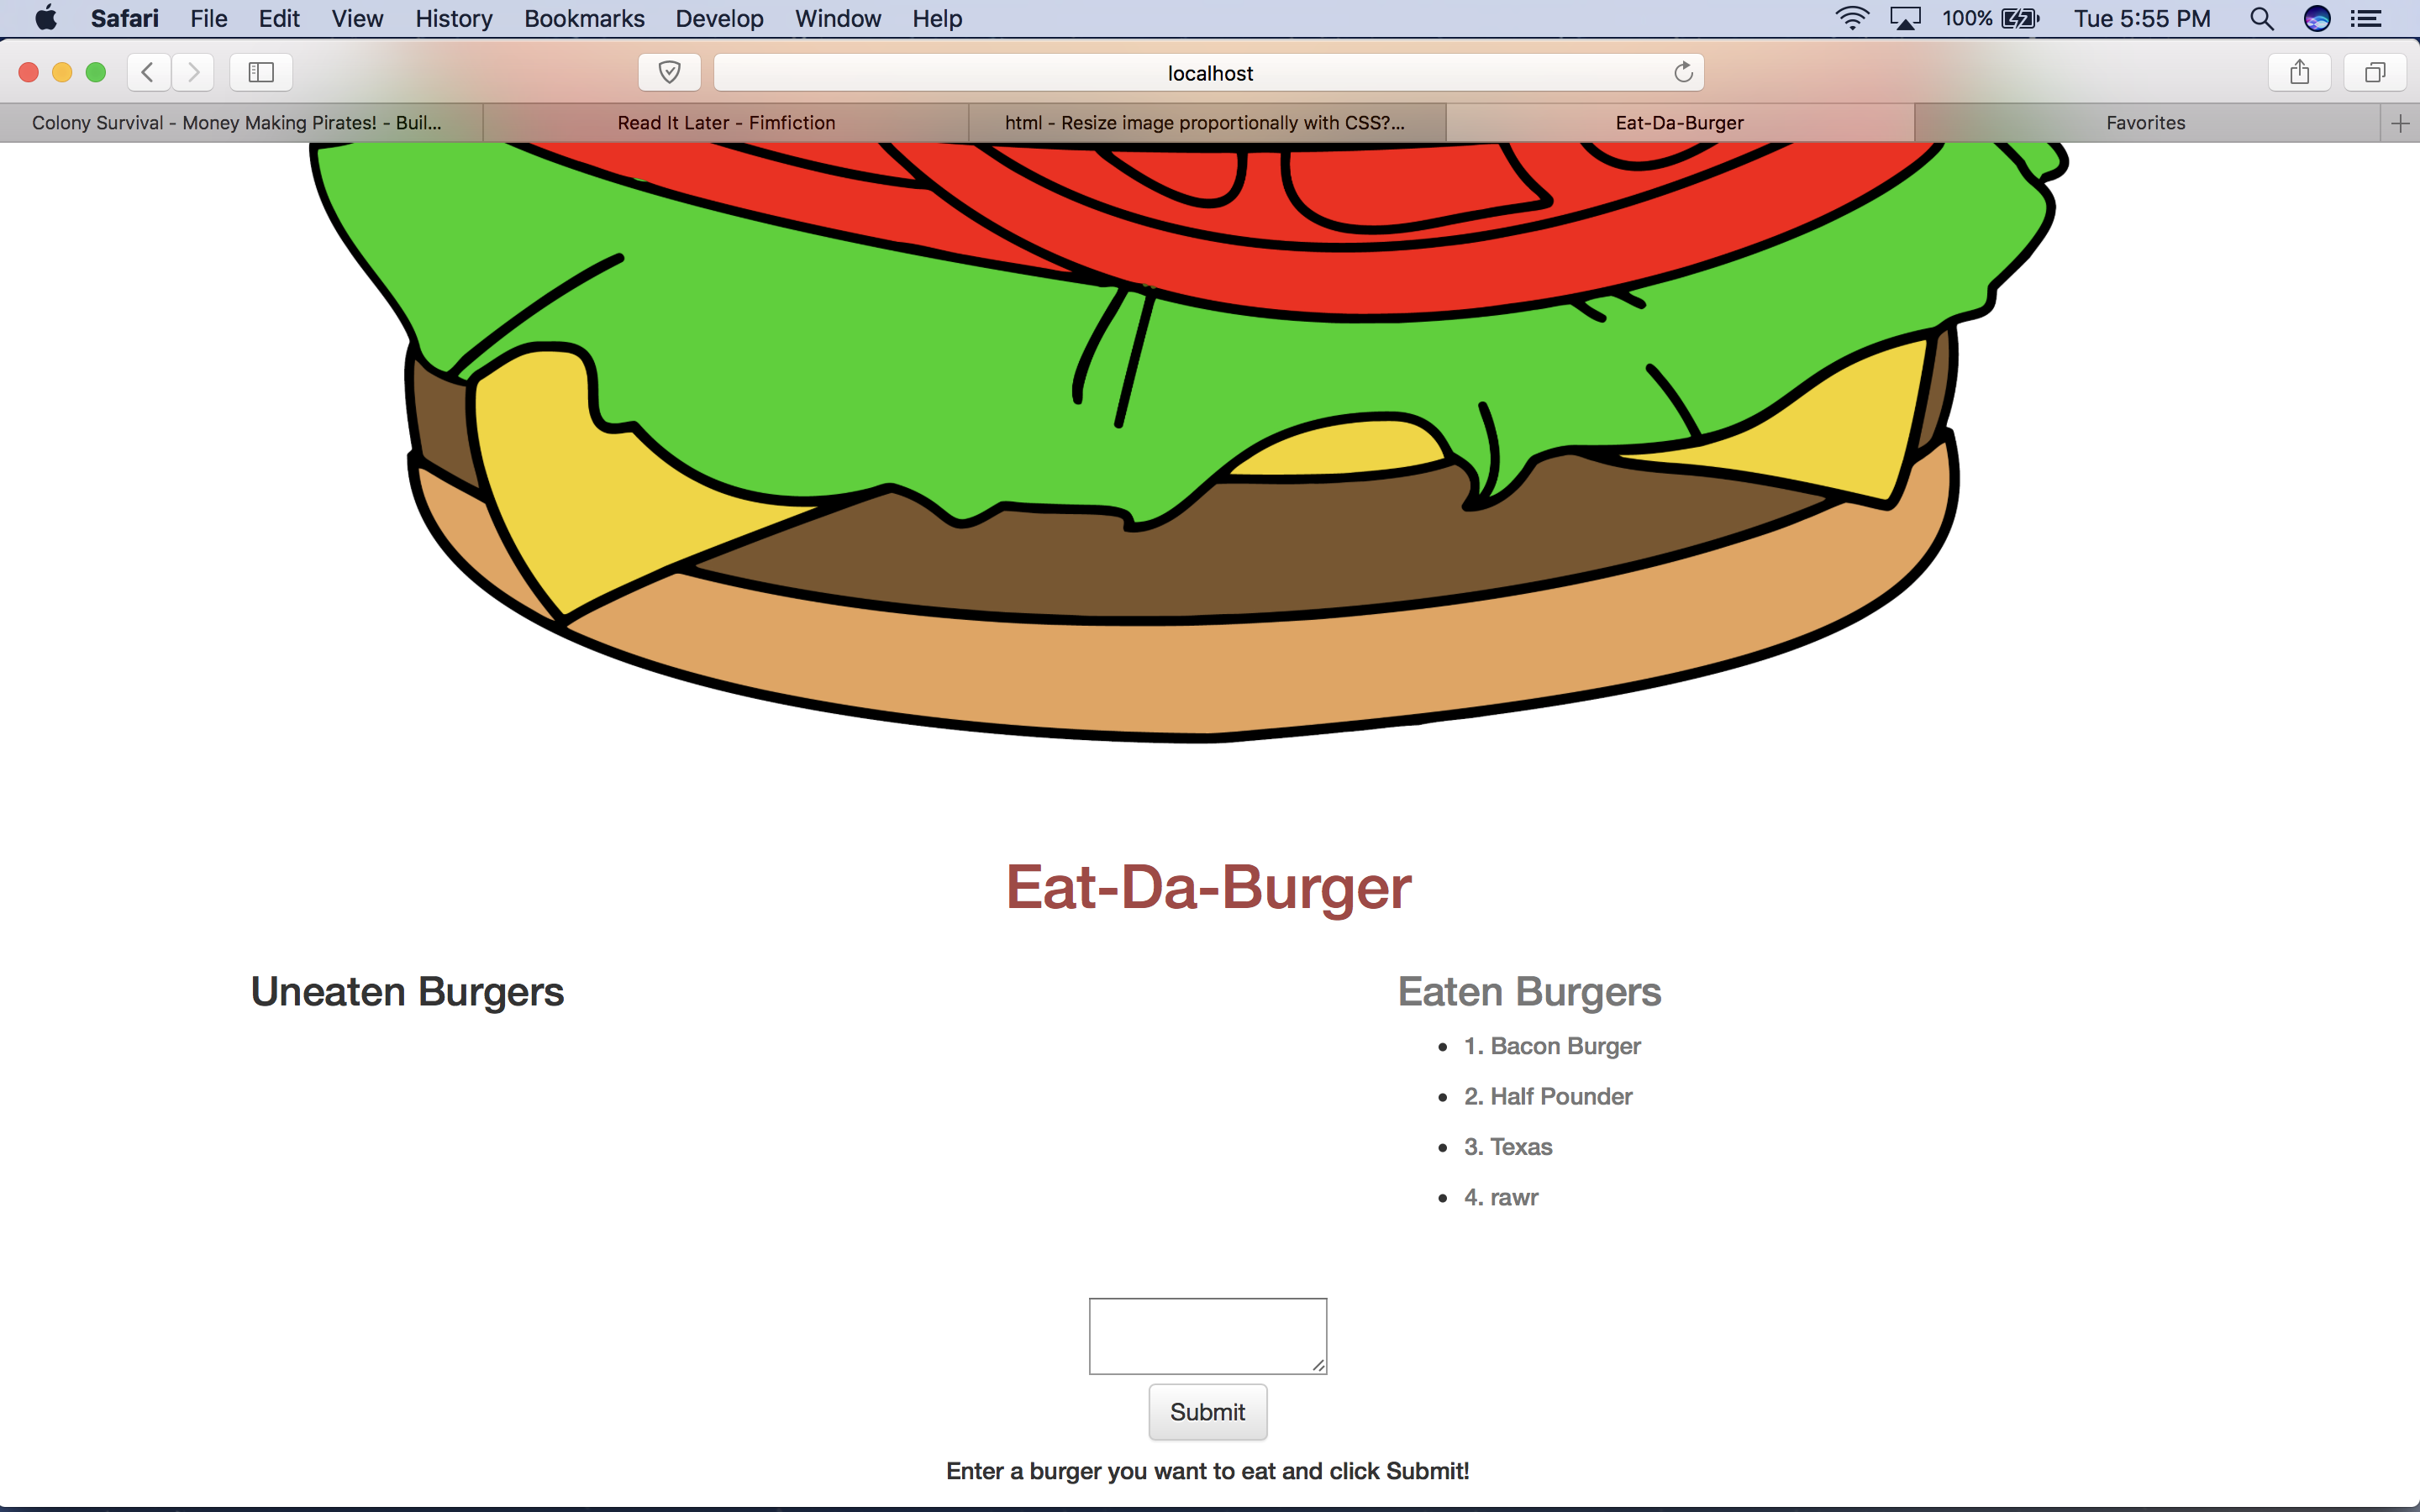 Safari File Edit View History Bookmarks Develop Window Help 100% Tue 5:55 PM
localhost
Colony Survival - Money Making Pirates! - Buil... Read It Later - Fimfiction html - Resize image proportionally with CSS?... Eat-Da-Burger Favorites
Eat-Da-Burger
Uneaten Burgers
Eaten Burgers
1. Bacon Burger
2. Half Pounder
3. Texas
4. rawr
Submit
Enter a burger you want to eat and click Submit!